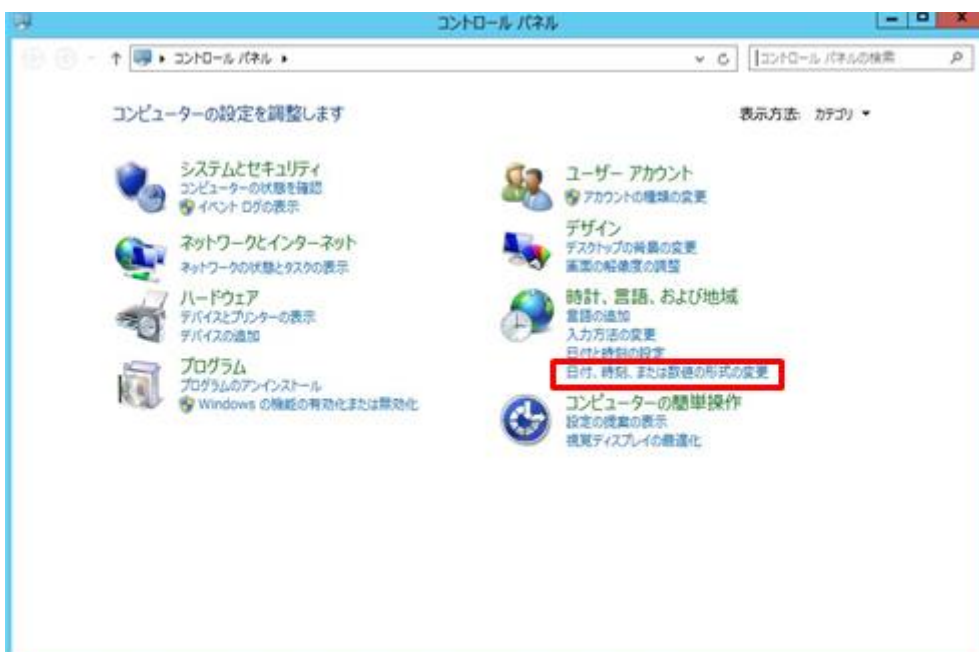 コントロール パネル
コントロール パネル
コントロール パネルの検索
コンピューターの設定を調整します
表示方法: カテゴリ
システムとセキュリティ
コンピューターの状態を確認
イベント ログの表示
ネットワークとインターネット
ネットワークの状態とタスクの表示
ハードウェア
デバイスとプリンターの表示
デバイスの追加
プログラム
プログラムのアンインストール
Windows の機能の有効化または無効化
ユーザー アカウント
アカウントの種類の変更
デザイン
デスクトップの背景の変更
画面の解像度の調整
時計、言語、および地域
言語の追加
入力方法の変更
日付と時刻の設定
日付、時刻、または数値の形式の変更
コンピューターの簡単操作
設定の提案の表示
視覚ディスプレイの最適化